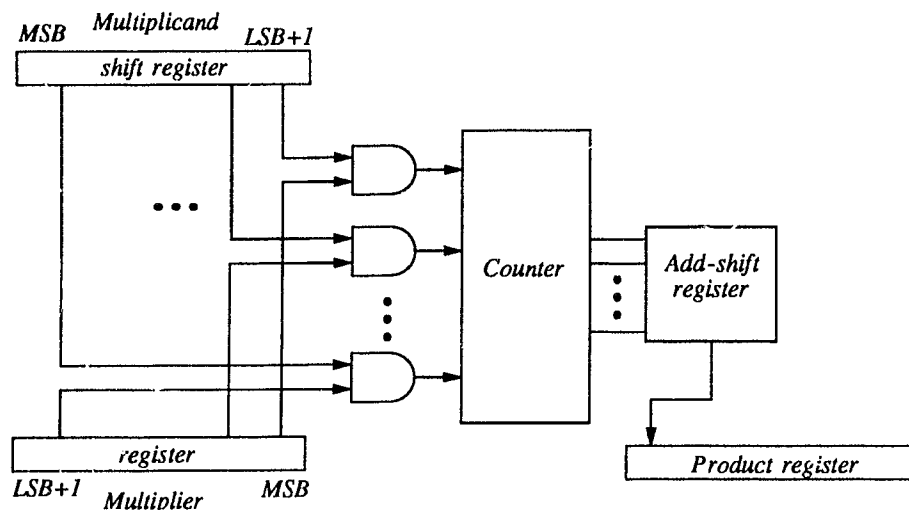 Multiplicand
MSB
LSB+1
shift register
Counter
Add-shift
register
register
LSB+1
MSB
Multiplier
Product register